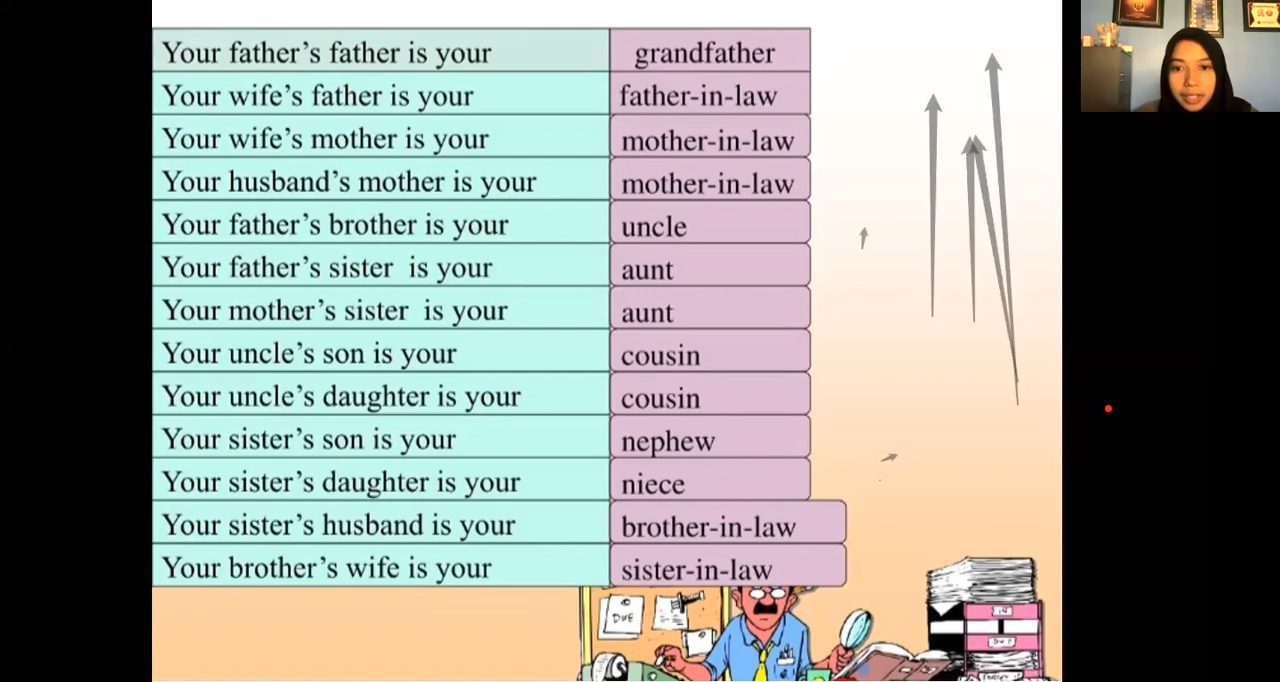 Your father's father is your grandfather
Your wife's father is your father-in-law
Your wife's mother is your mother-in-law
Your husband's mother is your mother-in-law
Your father's brother is your uncle
Your father's sister  is your aunt
Your mother's sister  is your aunt
Your uncle's son is your cousin
Your uncle's daughter is your cousin
Your sister's son is your nephew
Your sister's daughter is your niece
Your sister's husband is your brother-in-law
Your brother's wife is your sister-in-law
DUE